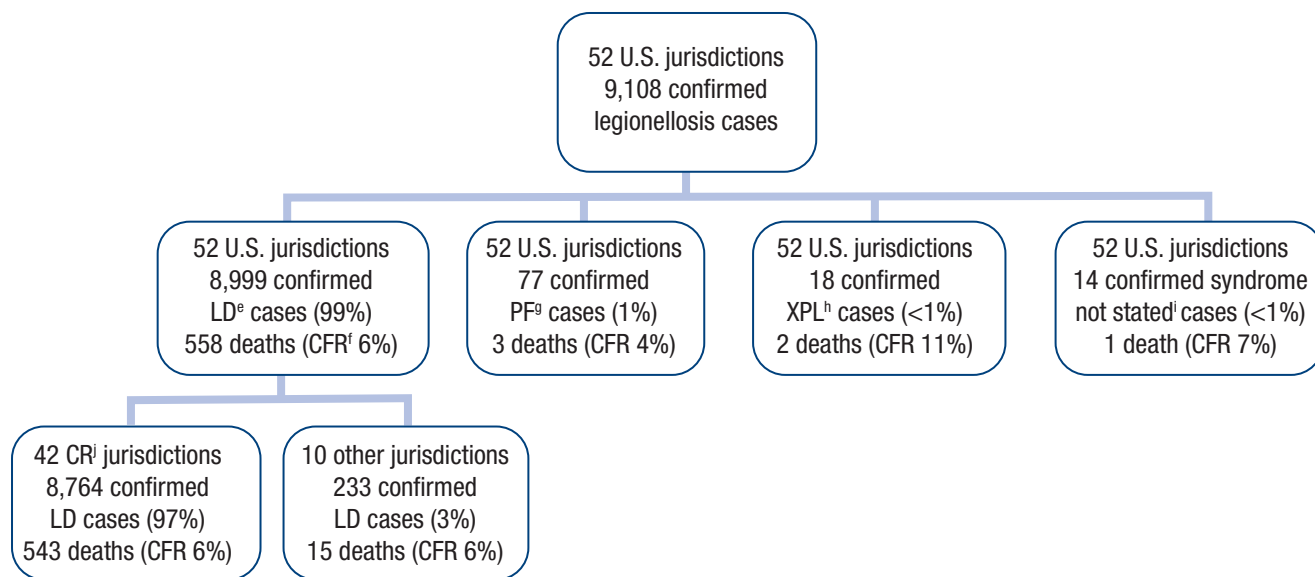 52 U.S. jurisdictions
9,108 confirmed
legionellosis cases
52 U.S. jurisdictions
8,999 confirmed
LDᵉ cases (99%)
558 deaths (CFRᶠ 6%)
52 U.S. jurisdictions
77 confirmed
PFᵍ cases (1%)
3 deaths (CFR 4%)
52 U.S. jurisdictions
18 confirmed
XPLʰ cases (<1%)
2 deaths (CFR 11%)
52 U.S. jurisdictions
14 confirmed syndrome
not statedⁱ cases (<1%)
1 death (CFR 7%)
42 CRʲ jurisdictions
8,764 confirmed
LD cases (97%)
543 deaths (CFR 6%)
10 other jurisdictions
233 confirmed
LD cases (3%)
15 deaths (CFR 6%)